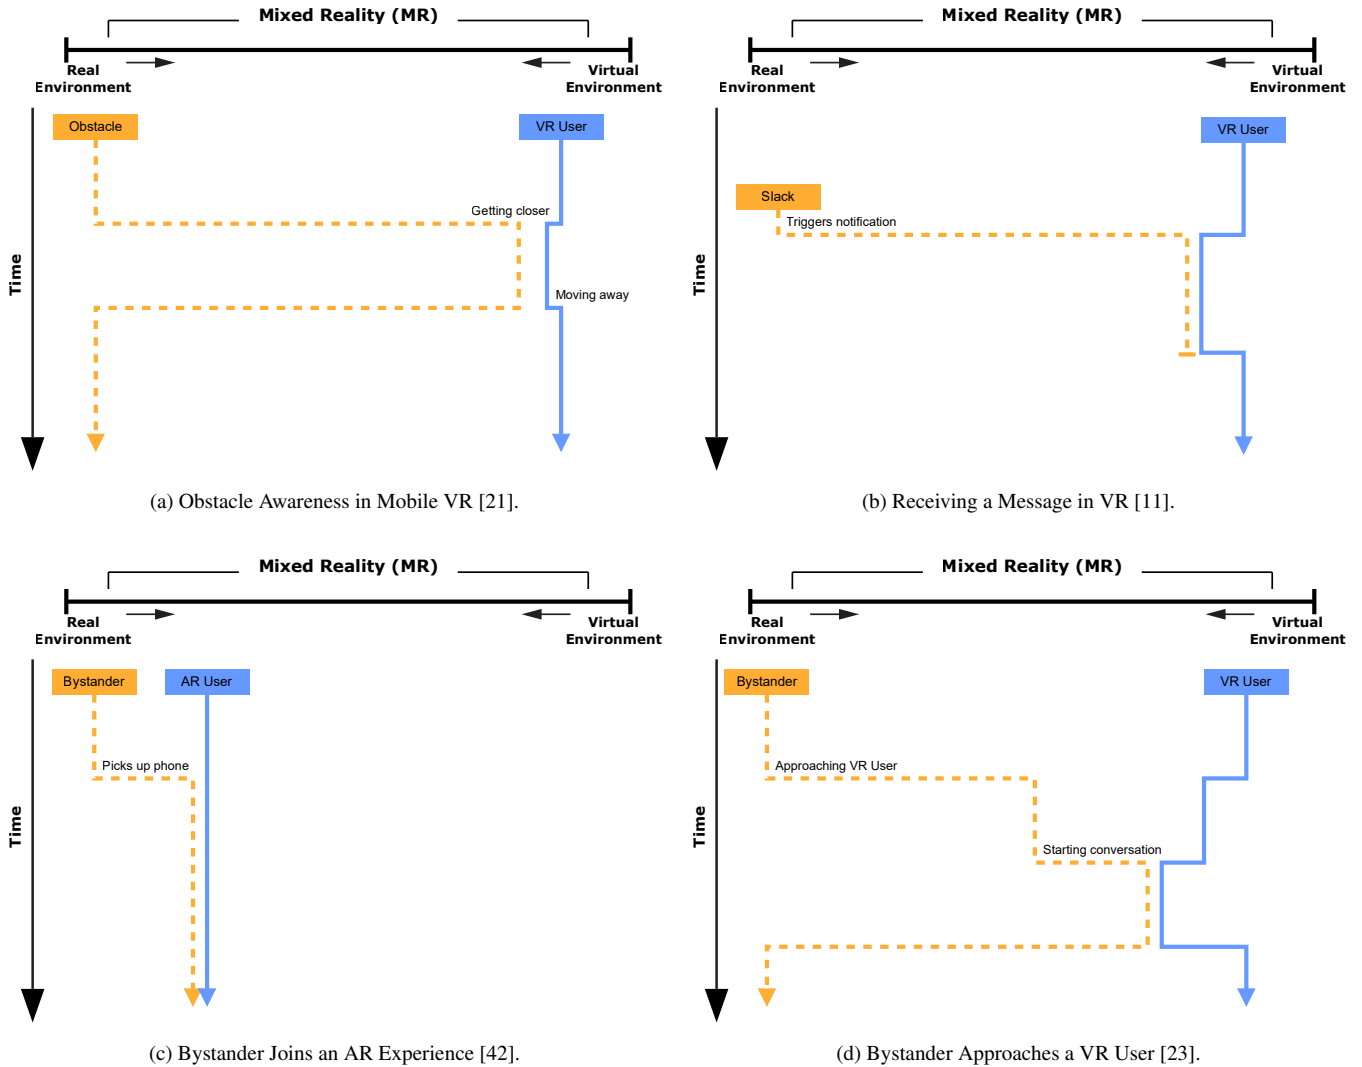 Mixed Reality (MR)
Real
Environment
Virtual
Environment
Time
Obstacle
VR User
Getting closer
Moving away
(a) Obstacle Awareness in Mobile VR [21].
Mixed Reality (MR)
Real
Environment
Virtual
Environment
Time
VR User
Slack
Triggers notification
(b) Receiving a Message in VR [11].
Mixed Reality (MR)
Real
Environment
Virtual
Environment
Time
Bystander
AR User
Picks up phone
(c) Bystander Joins an AR Experience [42].
Mixed Reality (MR)
Real
Environment
Virtual
Environment
Time
Bystander
VR User
Approaching VR User
Starting conversation
(d) Bystander Approaches a VR User [23].